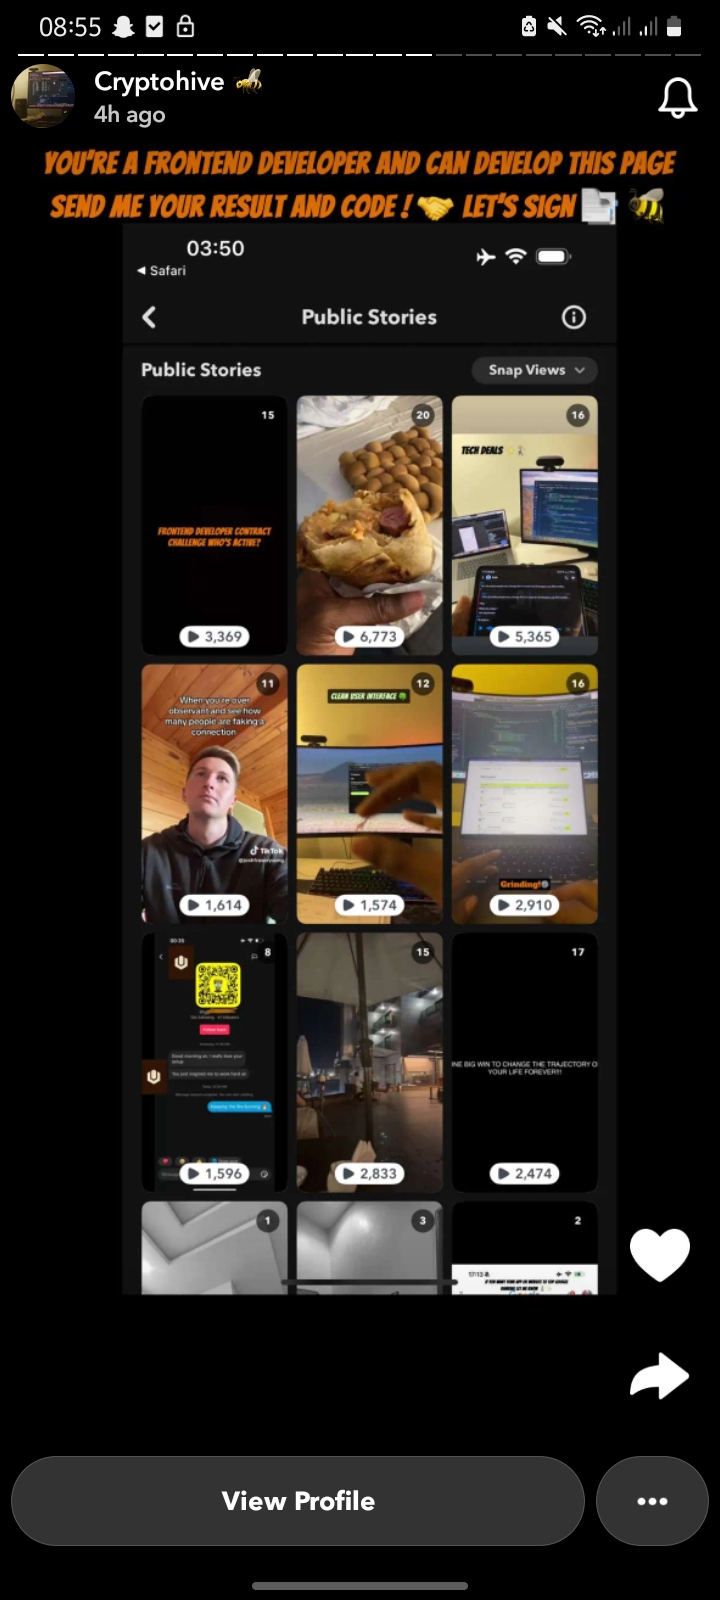 08:55
Cryptohive
4h ago
YOU'RE A FRONTEND DEVELOPER AND CAN DEVELOP THIS PAGE
SEND ME YOUR RESULT AND CODE ! 🤝 LET'S SIGN
03:50
◀ Safari
Public Stories
Public Stories
Snap Views
15
FRONTEND DEVELOPER CONTRACT
CHALLENGE WHO'S ACTIVE?
3,369
20
6,773
16
TECH DEALS
5,365
11
When you're over
observant and see how
many people are faking a
connection
TikTok
1,614
12
CLEAN USER INTERFACE
1,574
16
Grinding!
2,910
8
Follow back
1,596
15
2,833
17
NE BIG WIN TO CHANGE THE TRAJECTORY O
YOUR LIFE FOREVER!!!
2,474
1
3
2
17:13
View Profile